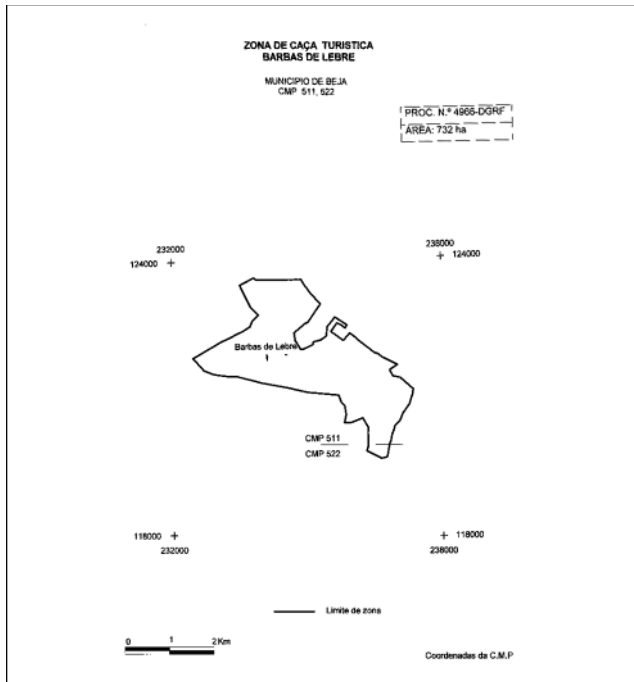 ZONA DE CAÇA TURISTICA
BARBAS DE LEBRE
MUNICIPIO DE BEJA
CMP 511, 522
PROC. N.º 4966-DGRF
ÁREA: 732 ha
232000
124000
238000
124000
Barbas de Lebre
CMP 511
CMP 522
118000
232000
118000
238000
Limite de zona
0 1 2 Km
Coordenadas da C.M.P